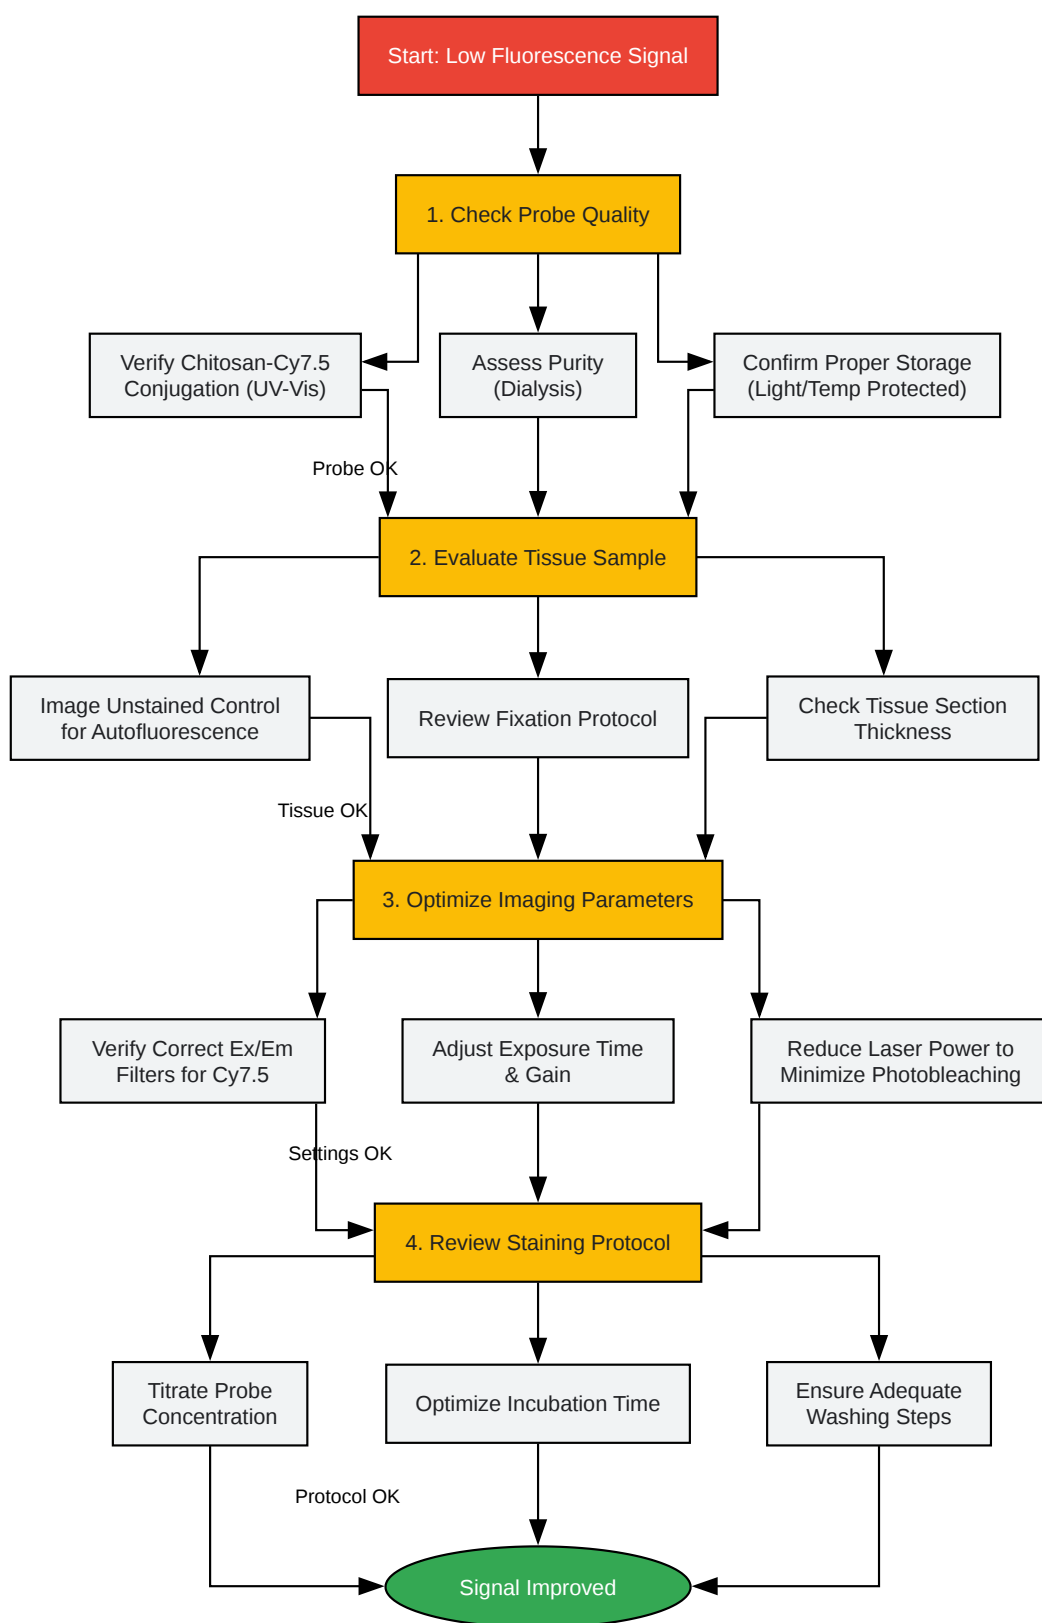 Start: Low Fluorescence Signal
1. Check Probe Quality
Verify Chitosan-Cy7.5
Conjugation (UV-Vis)
Assess Purity
(Dialysis)
Confirm Proper Storage
(Light/Temp Protected)
Probe OK
2. Evaluate Tissue Sample
Image Unstained Control
for Autofluorescence
Review Fixation Protocol
Check Tissue Section
Thickness
Tissue OK
3. Optimize Imaging Parameters
Verify Correct Ex/Em
Filters for Cy7.5
Adjust Exposure Time
& Gain
Reduce Laser Power to
Minimize Photobleaching
Settings OK
4. Review Staining Protocol
Titrate Probe
Concentration
Optimize Incubation Time
Ensure Adequate
Washing Steps
Protocol OK
Signal Improved